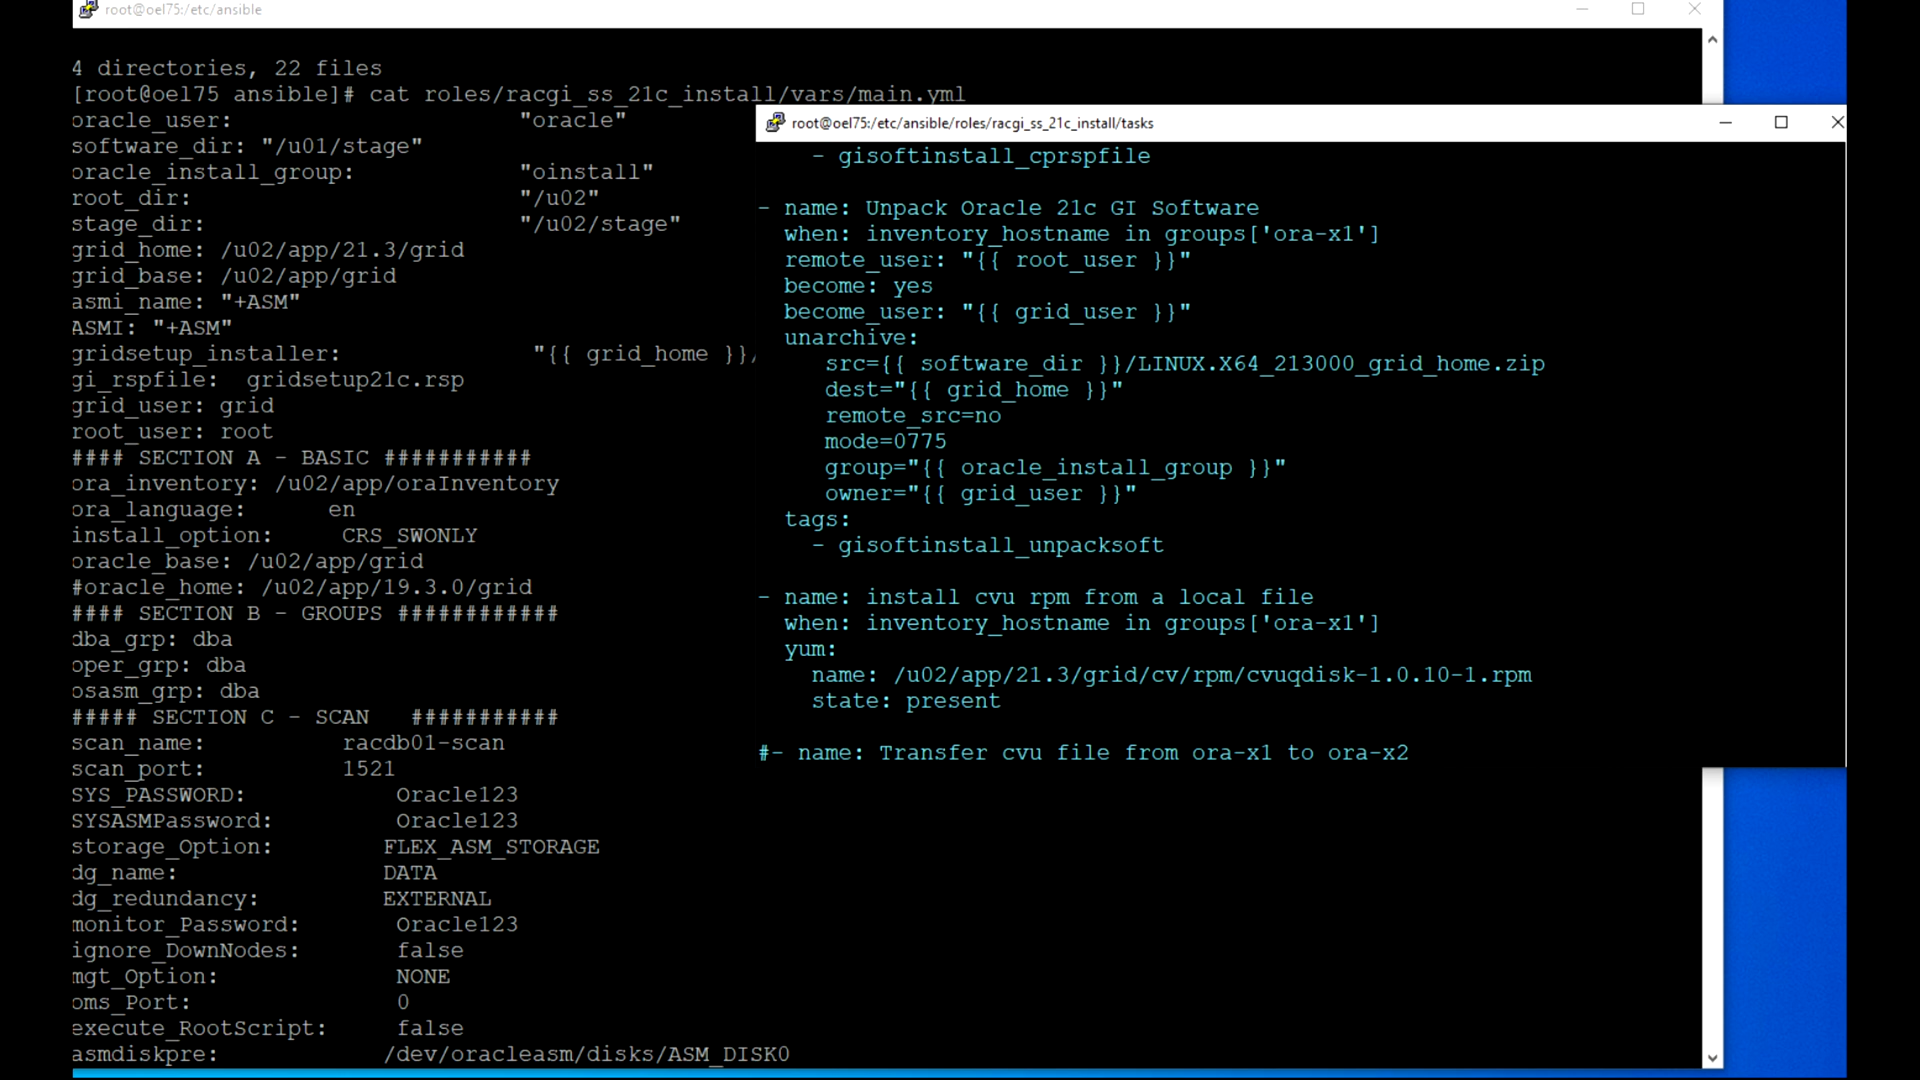 root@oel75:/etc/ansible
4 directories, 22 files
[root@oel75 ansible]# cat roles/racgi_ss_21c_install/vars/main.yml
oracle_user:                     "oracle"
software_dir: "/u01/stage"
oracle_install_group:            "oinstall"
root_dir:                        "/u02"
stage_dir:                       "/u02/stage"
grid_home: /u02/app/21.3/grid
grid_base: /u02/app/grid
asmi_name: "+ASM"
ASMI: "+ASM"
gridsetup_installer:              "{{ grid_home }}/
gi_rspfile:  gridsetup21c.rsp
grid_user: grid
root_user: root
#### SECTION A - BASIC ###########
ora_inventory: /u02/app/oraInventory
ora_language:      en
install_option:     CRS_SWONLY
oracle_base: /u02/app/grid
#oracle_home: /u02/app/19.3.0/grid
#### SECTION B - GROUPS ############
dba_grp: dba
oper_grp: dba
osasm_grp: dba
##### SECTION C - SCAN   ###########
scan_name:          racdb01-scan
scan_port:          1521
SYS_PASSWORD:           Oracle123
SYSASMPassword:         Oracle123
storage_Option:        FLEX_ASM_STORAGE
dg_name:               DATA
dg_redundancy:         EXTERNAL
monitor_Password:       Oracle123
ignore_DownNodes:       false
mgt_Option:             NONE
oms_Port:               0
execute_RootScript:     false
asmdiskpre:            /dev/oracleasm/disks/ASM_DISK0
root@oel75:/etc/ansible/roles/racgi_ss_21c_install/tasks
    - gisoftinstall_cprspfile
- name: Unpack Oracle 21c GI Software
  when: inventory_hostname in groups['ora-x1']
  remote_user: "{{ root_user }}"
  become: yes
  become_user: "{{ grid_user }}"
  unarchive:
     src={{ software_dir }}/LINUX.X64_213000_grid_home.zip
     dest="{{ grid_home }}"
     remote_src=no
     mode=0775
     group="{{ oracle_install_group }}"
     owner="{{ grid_user }}"
  tags:
    - gisoftinstall_unpacksoft
- name: install cvu rpm from a local file
  when: inventory_hostname in groups['ora-x1']
  yum:
    name: /u02/app/21.3/grid/cv/rpm/cvuqdisk-1.0.10-1.rpm
    state: present
#- name: Transfer cvu file from ora-x1 to ora-x2